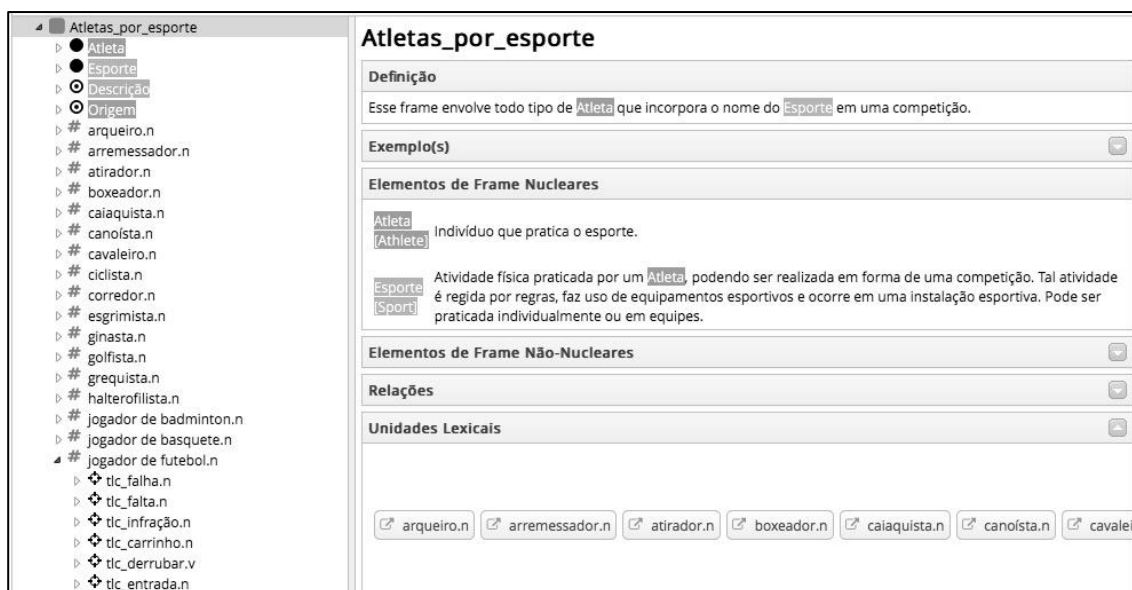 Atletas_por_esporte
Atleta
Esporte
Descrição
Origem
# arqueiro.n
# arremessador.n
# atirador.n
# boxeador.n
# caiaquista.n
# canoísta.n
# cavaleiro.n
# ciclista.n
# corredor.n
# esgrimista.n
# ginasta.n
# golfista.n
# grequista.n
# halterofilista.n
# jogador de badminton.n
# jogador de basquete.n
# jogador de futebol.n
tlc_falha.n
tlc_falta.n
tlc_infração.n
tlc_carrinho.n
tlc_derrubar.v
tlc_entrada.n
Atletas_por_esporte
Definição
Esse frame envolve todo tipo de Atleta que incorpora o nome do Esporte em uma competição.
Exemplo(s)
Elementos de Frame Nucleares
Atleta
[Athlete]
Indivíduo que pratica o esporte.
Esporte
[Sport]
Atividade física praticada por um Atleta, podendo ser realizada em forma de uma competição. Tal atividade
é regida por regras, faz uso de equipamentos esportivos e ocorre em uma instalação esportiva. Pode ser
praticada individualmente ou em equipes.
Elementos de Frame Não-Nucleares
Relações
Unidades Lexicais
arqueiro.n arremessador.n atirador.n boxeador.n caiaquista.n canoísta.n cavalei